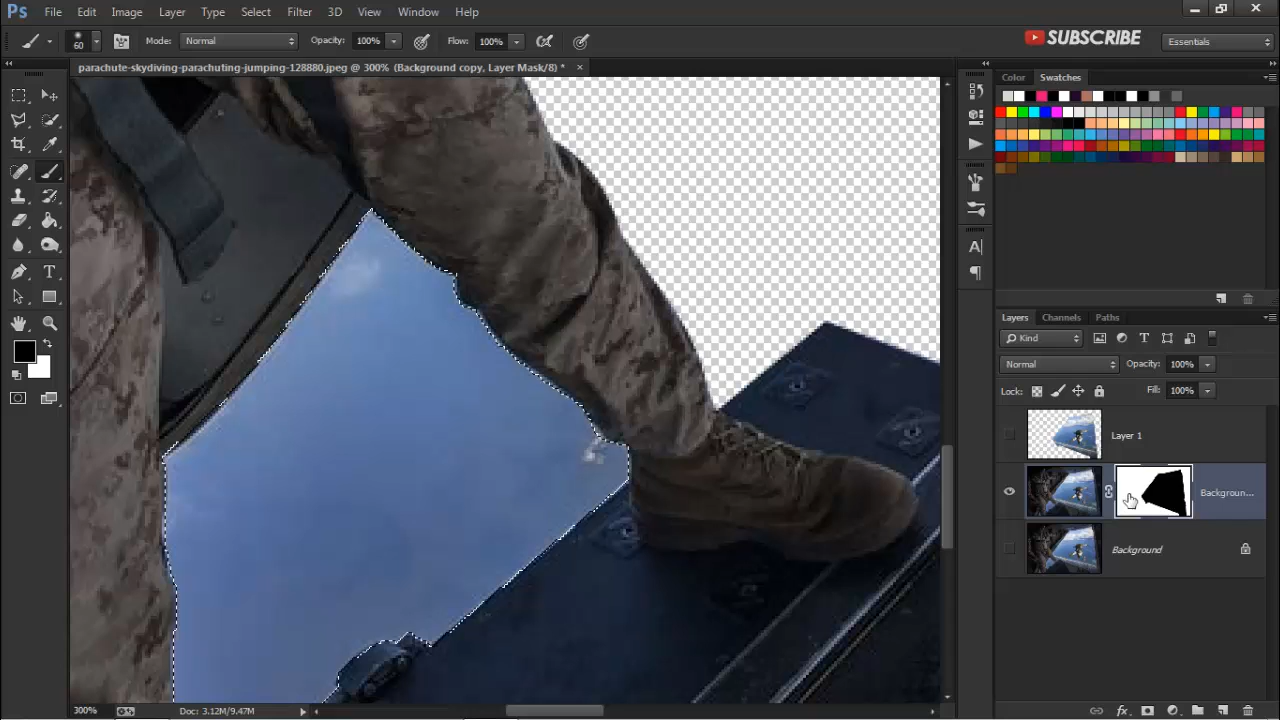 Ps File Edit Image Layer Type Select Filter 3D View Window Help
60 Mode: Normal Opacity: 100% Flow: 100% SUBSCRIBE Essentials
parachute-skydiving-parachuting-jumping-128880.jpeg @ 300% (Background copy, Layer Mask/8) *
Color Swatches
Layers Channels Paths
Kind
Normal Opacity: 100%
Lock: Fill: 100%
Layer 1
Backgroun...
Background
300% Doc: 3.12M/9.47M